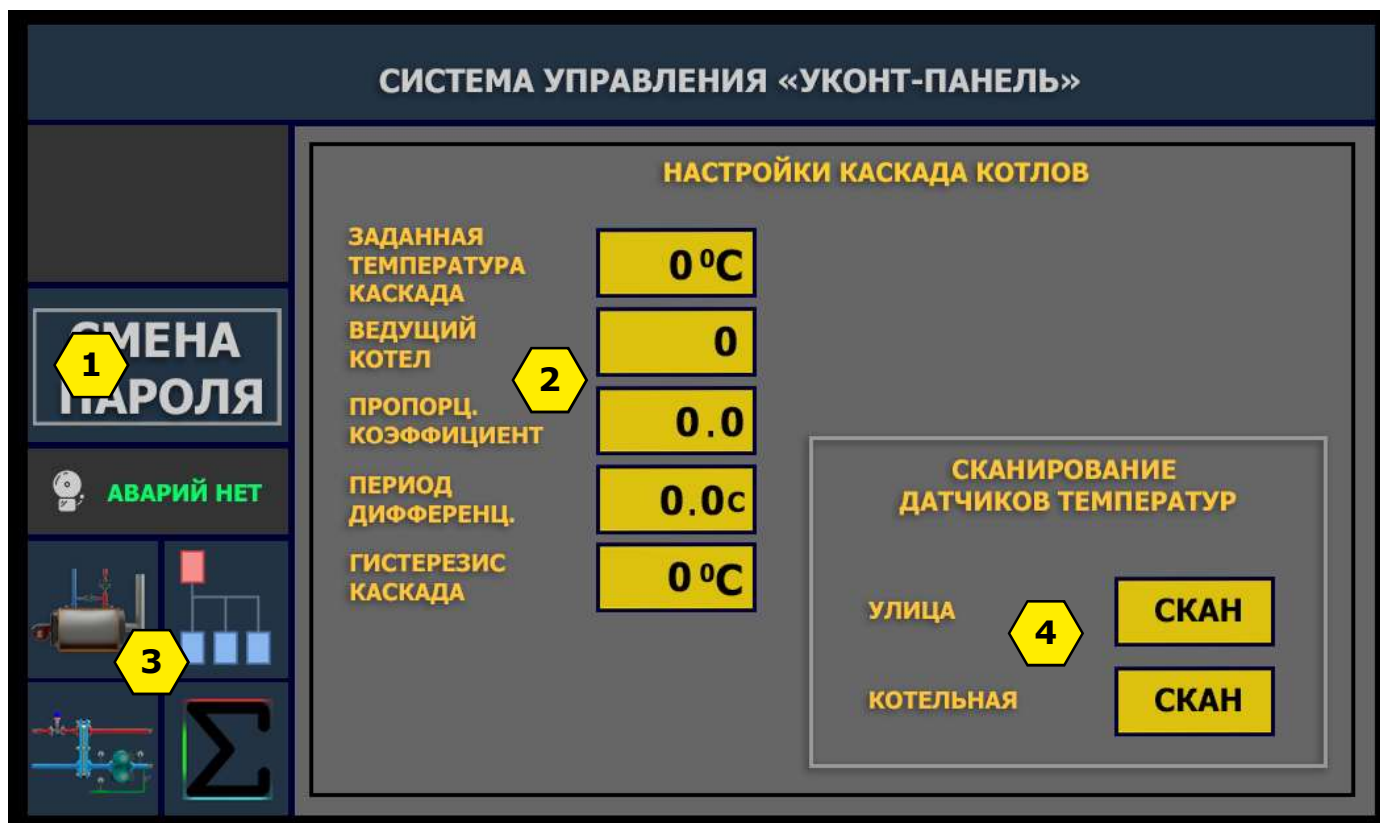 СИСТЕМА УПРАВЛЕНИЯ «УКОНТ-ПАНЕЛЬ»
НАСТРОЙКИ КАСКАДА КОТЛОВ
ЗАДАННАЯ
ТЕМПЕРАТУРА
КАСКАДА
0 ⁰C
ВЕДУЩИЙ
КОТЕЛ
0
2
ПРОПОРЦ.
КОЭФФИЦИЕНТ
0.0
ПЕРИОД
ДИФФЕРЕНЦ.
0.0с
ГИСТЕРЕЗИС
КАСКАДА
0 ⁰C
СМЕНА
ПАРОЛЯ
1
АВАРИЙ НЕТ
3
Σ
СКАНИРОВАНИЕ
ДАТЧИКОВ ТЕМПЕРАТУР
УЛИЦА
4
СКАН
КОТЕЛЬНАЯ
СКАН